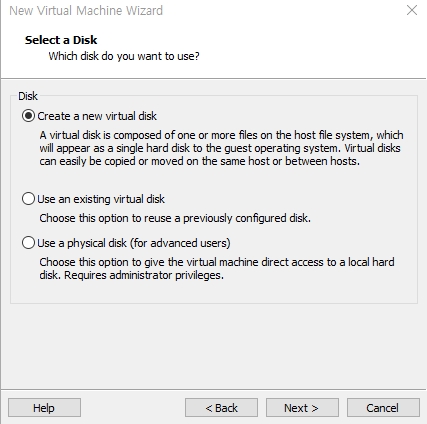 New Virtual Machine Wizard
Select a Disk
Which disk do you want to use?
Disk
Create a new virtual disk
A virtual disk is composed of one or more files on the host file system, which
will appear as a single hard disk to the guest operating system. Virtual disks
can easily be copied or moved on the same host or between hosts.
Use an existing virtual disk
Choose this option to reuse a previously configured disk.
Use a physical disk (for advanced users)
Choose this option to give the virtual machine direct access to a local hard
disk. Requires administrator privileges.
Help
< Back
Next >
Cancel